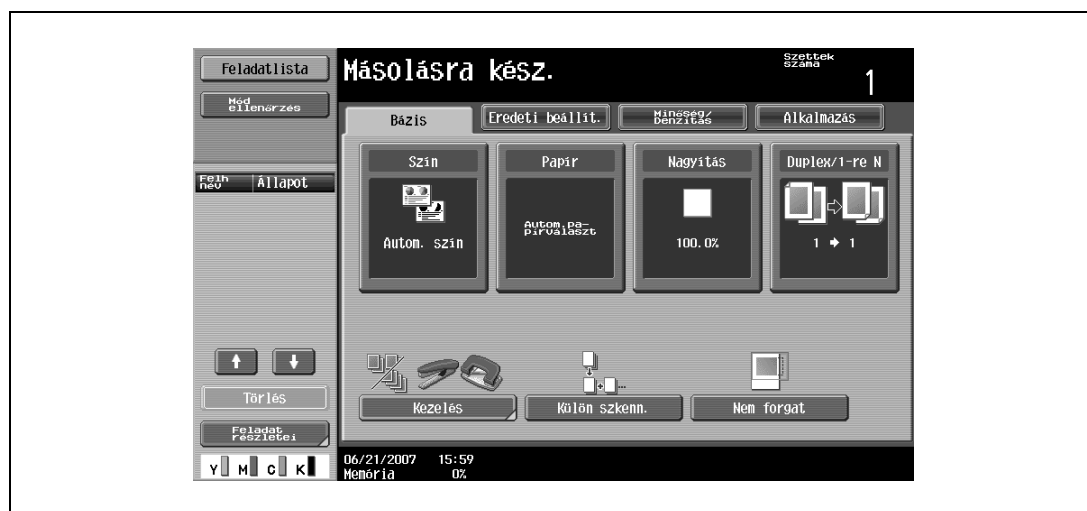 Feladatlista
Mód
ellenőrzés
Felh
név
Állapot
Törlés
Feladat
részletei
Y M C K
Másolásra kész.
Szettek
száma
1
Bázis
Eredeti beállít.
Minőség/
Denzitás
Alkalmazás
Szín
Papír
Nagyítás
Duplex/1-re N
Autom. szín
Autom.pa-
pírválaszt
100.0%
1 → 1
Kezelés
Külön szkenn.
Nem forgat
06/21/2007 15:59
Memória 0%